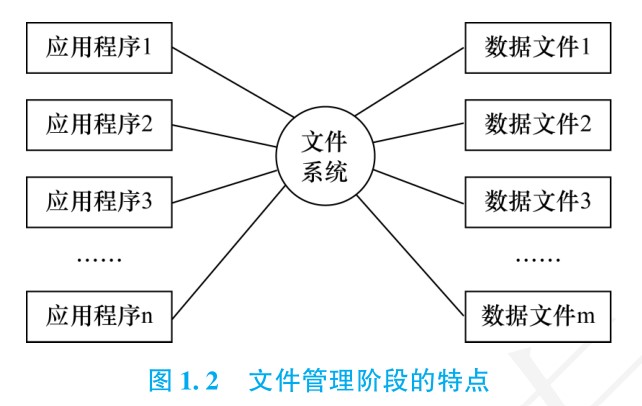 应用程序1
数据文件1
应用程序2
数据文件2
文件
系统
应用程序3
数据文件3
……
……
应用程序n
数据文件m
图 1.2 文件管理阶段的特点